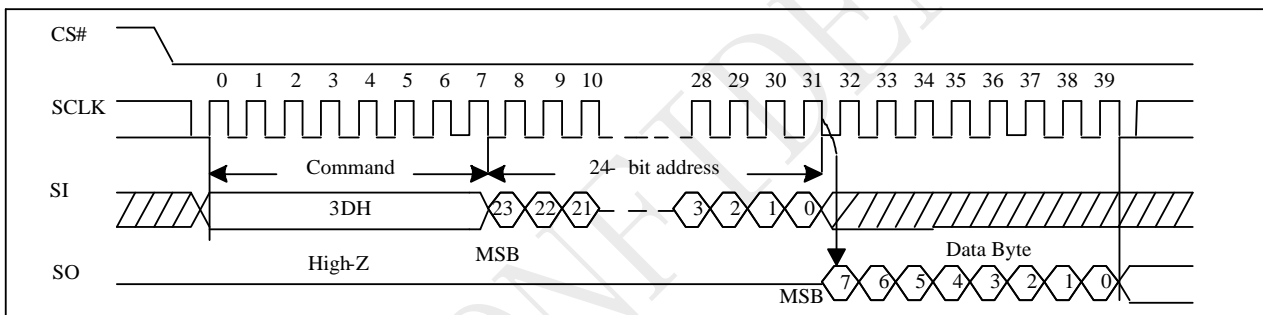 CS#
0 1 2 3 4 5 6 7 8 9 10 28 29 30 31 32 33 34 35 36 37 38 39
SCLK
Command 24- bit address
SI
3DH 23 22 21 3 2 1 0
MSB
High-Z
Data Byte
SO
MSB 7 6 5 4 3 2 1 0